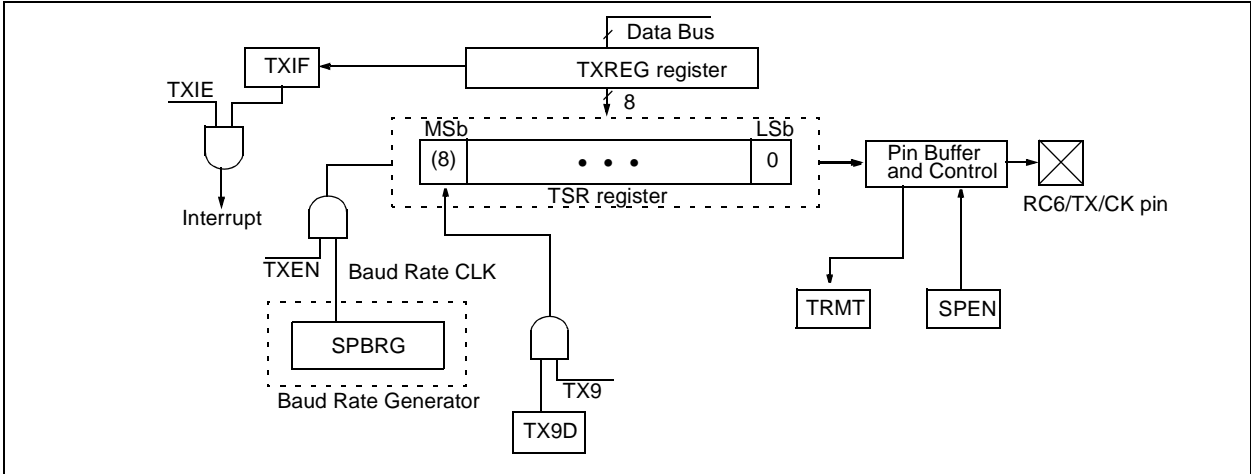 Data Bus
TXIF
TXREG register
TXIE
8
MSb
LSb
(8)
• • •
0
Pin Buffer
and Control
TSR register
Interrupt
RC6/TX/CK pin
TXEN
Baud Rate CLK
TRMT
SPEN
SPBRG
TX9
Baud Rate Generator
TX9D